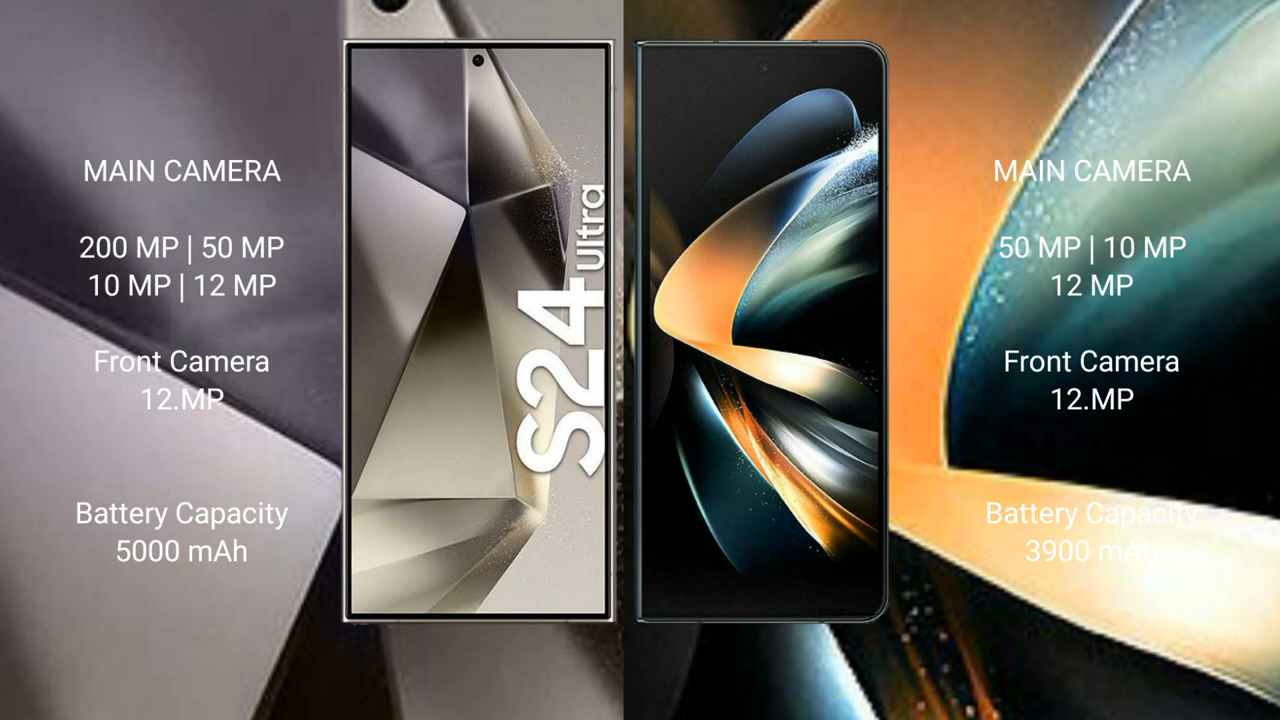 MAIN CAMERA
200 MP | 50 MP
10 MP | 12 MP
Front Camera
12.MP
Battery Capacity
5000 mAh
S24 Ultra
MAIN CAMERA
50 MP | 10 MP
12 MP
Front Camera
12.MP
Battery Capacity
3900 mAh